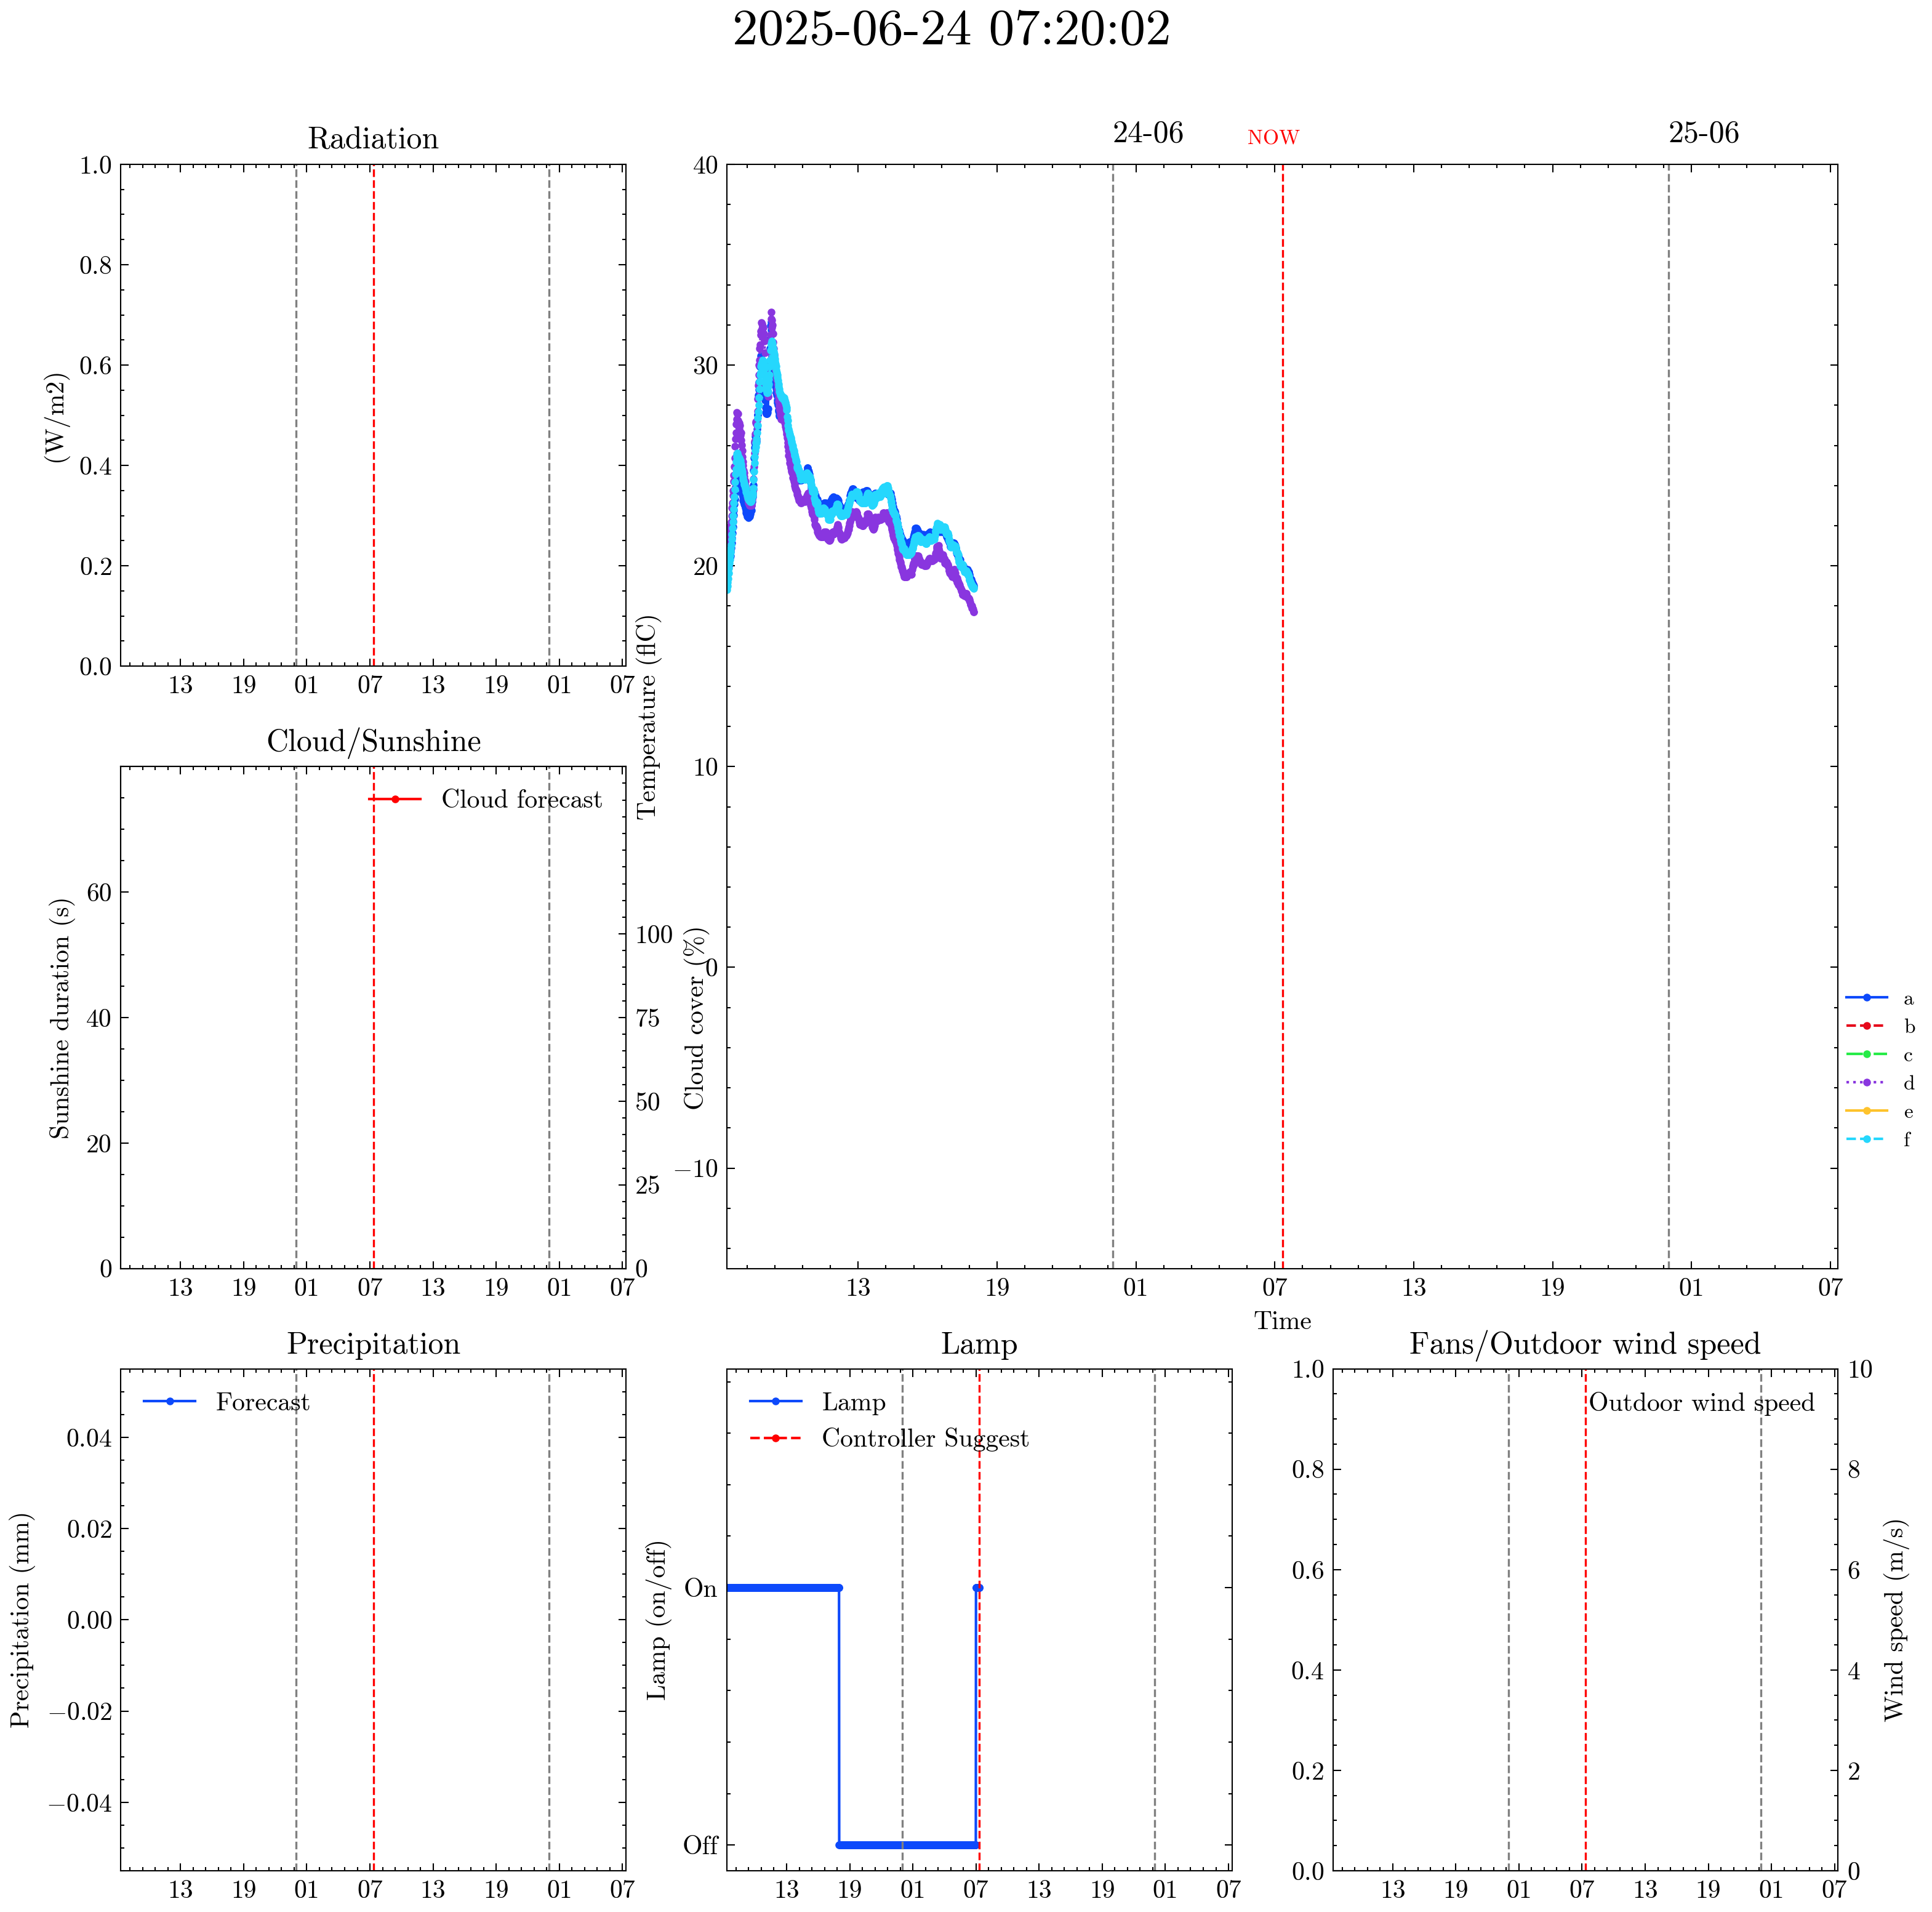 2025-06-24 07:20:02
Radiation
1.0
0.8
0.6
0.4
0.2
0.0
(W/m2)
13 19 01 07 13 19 01 07
24-06 NOW 25-06
40
30
20
10
0
−10
Temperature (flC)
13 19 01 07 13 19 01 07
Time
a
b
c
d
e
f
Cloud/Sunshine
Cloud forecast
60
40
20
0
Sunshine duration (s)
100
75
50
25
0
Cloud cover (%)
13 19 01 07 13 19 01 07
Precipitation
Forecast
0.04
0.02
0.00
−0.02
−0.04
Precipitation (mm)
13 19 01 07 13 19 01 07
Lamp
Lamp
Controller Suggest
On
Off
Lamp (on/off)
13 19 01 07 13 19 01 07
Fans/Outdoor wind speed
Outdoor wind speed
1.0
0.8
0.6
0.4
0.2
0.0
10
8
6
4
2
0
Wind speed (m/s)
13 19 01 07 13 19 01 07